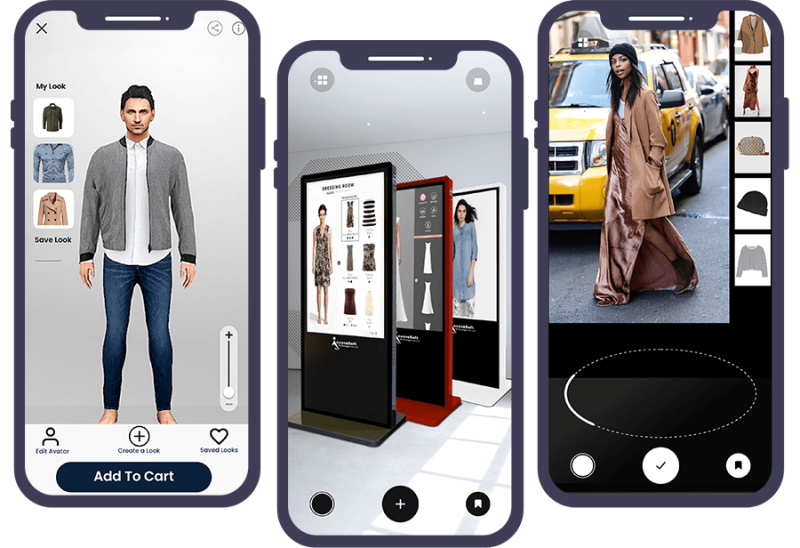 My Look
Save Look
Edit Avatar
Create a Look
Saved Looks
Add To Cart
DRESSING ROOM